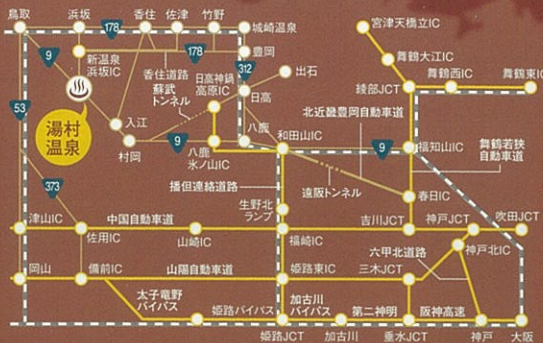 鳥取
浜坂
178
香住
佐津
竹野
城崎温泉
宮津天橋立IC
9
新温泉
浜坂IC
178
豊岡
舞鶴大江IC
香住道路
蘇武
トンネル
日高神鍋
高原IC
312
出石
綾部JCT
舞鶴西IC
舞鶴東IC
日高
53
湯村
温泉
入江
北近畿豊岡自動車道
村岡
9
八鹿
氷ノ山IC
八鹿
和田山IC
9
福知山IC
舞鶴若狭
自動車道
373
播但連絡道路
遠阪トンネル
春日IC
生野北
ランプ
津山IC
中国自動車道
吉川JCT
神戸JCT
吹田JCT
佐用IC
山崎IC
福崎IC
六甲北道路
神戸北IC
岡山
備前IC
山陽自動車道
姫路東IC
三木JCT
太子竜野
バイパス
姫路バイパス
加古川
バイパス
第二神明
阪神高速
姫路JCT
加古川
垂水JCT
神戸
大阪